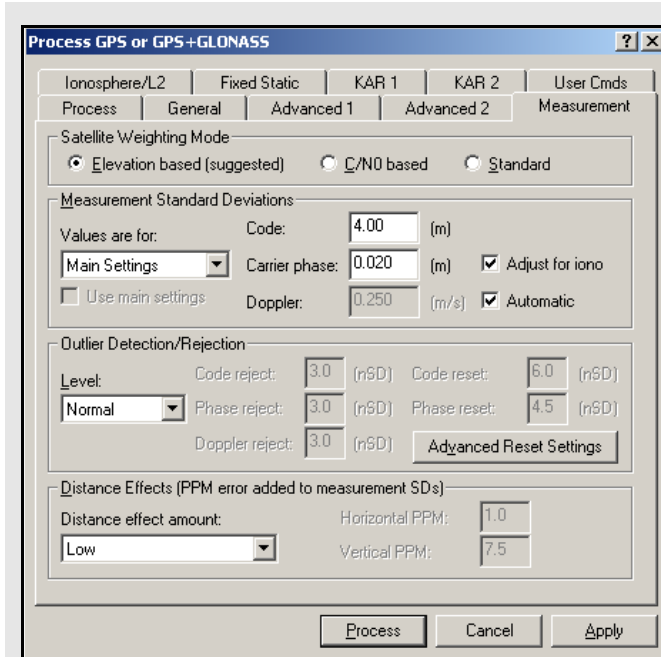 Process GPS or GPS+GLONASS
Ionosphere/L2 Fixed Static KAR 1 KAR 2 User Cmds
Process General Advanced 1 Advanced 2 Measurement
Satellite Weighting Mode
Elevation based (suggested) C/N0 based Standard
Measurement Standard Deviations
Values are for: Code: 4.00 (m)
Main Settings Carrier phase: 0.020 (m) Adjust for iono
Use main settings Doppler: 0.250 (m/s) Automatic
Outlier Detection/Rejection
Level: Code reject: 3.0 (nSD) Code reset: 6.0 (nSD)
Normal Phase reject: 3.0 (nSD) Phase reset: 4.5 (nSD)
Doppler reject: 3.0 (nSD) Advanced Reset Settings
Distance Effects (PPM error added to measurement SDs)
Distance effect amount: Horizontal PPM: 1.0
Low Vertical PPM: 7.5
Process Cancel Apply